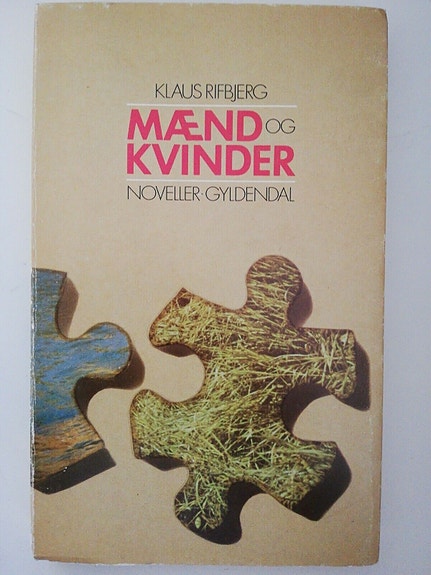 KLAUS RIFBJERG
MÆND OG
KVINDER
NOVELLER·GYLDENDAL